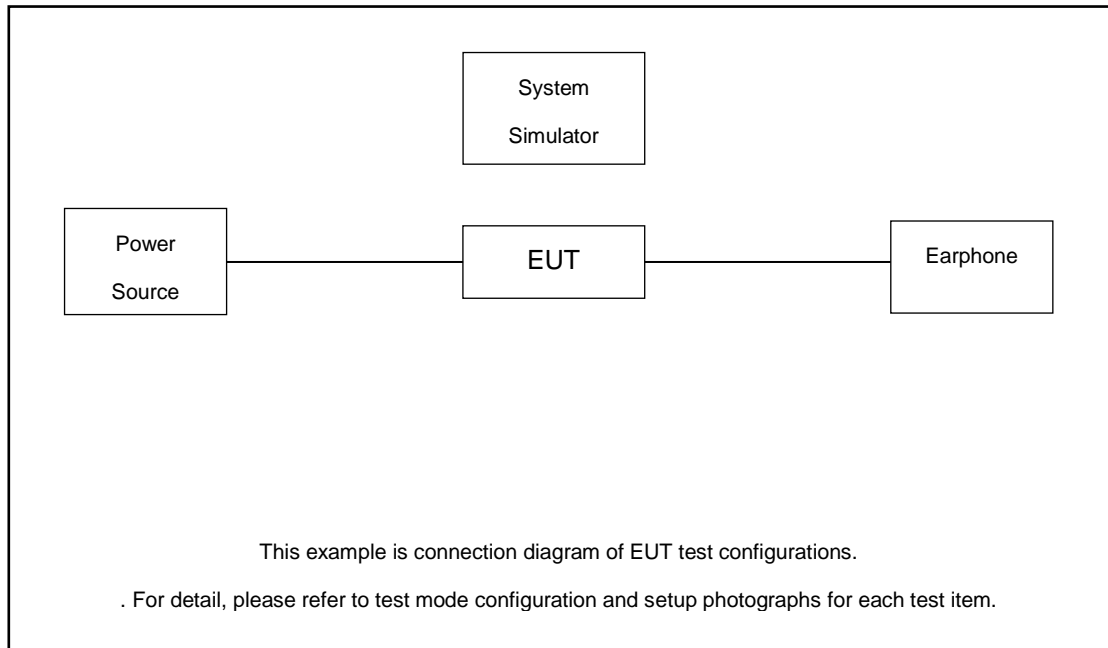 System
Simulator
Power
Source
EUT
Earphone
This example is connection diagram of EUT test configurations.
. For detail, please refer to test mode configuration and setup photographs for each test item.